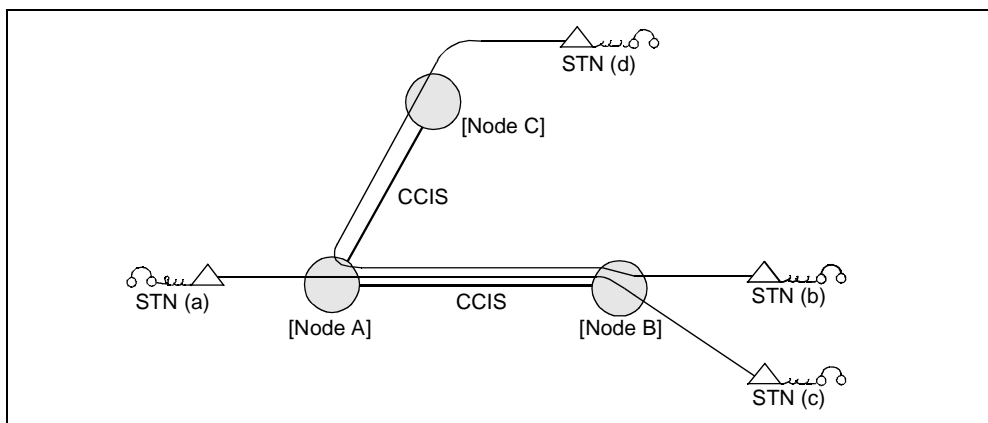 STN (d)
[Node C]
CCIS
STN (a)
CCIS
STN (b)
[Node A]
[Node B]
STN (c)